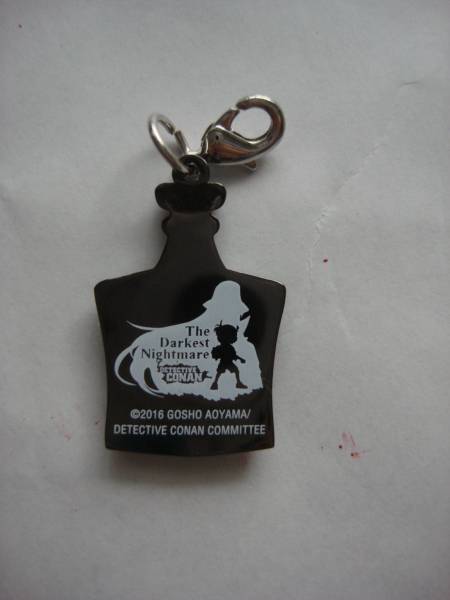 The
Darkest
Nightmare
DETECTIVE
CONAN
©2016 GOSHO AOYAMA/
DETECTIVE CONAN COMMITTEE